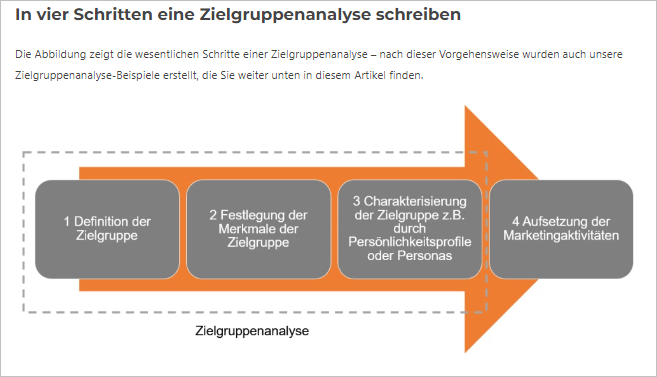 In vier Schritten eine Zielgruppenanalyse schreiben
Die Abbildung zeigt die wesentlichen Schritte einer Zielgruppenanalyse – nach dieser Vorgehensweise wurden auch unsere
Zielgruppenanalyse-Beispiele erstellt, die Sie weiter unten in diesem Artikel finden.
1 Definition der
Zielgruppe
2 Festlegung der
Merkmale der
Zielgruppe
3 Charakterisierung
der Zielgruppe z.B.
durch
Persönlichkeitsprofile
oder Personas
4 Aufsetzung der
Marketingaktivitäten
Zielgruppenanalyse